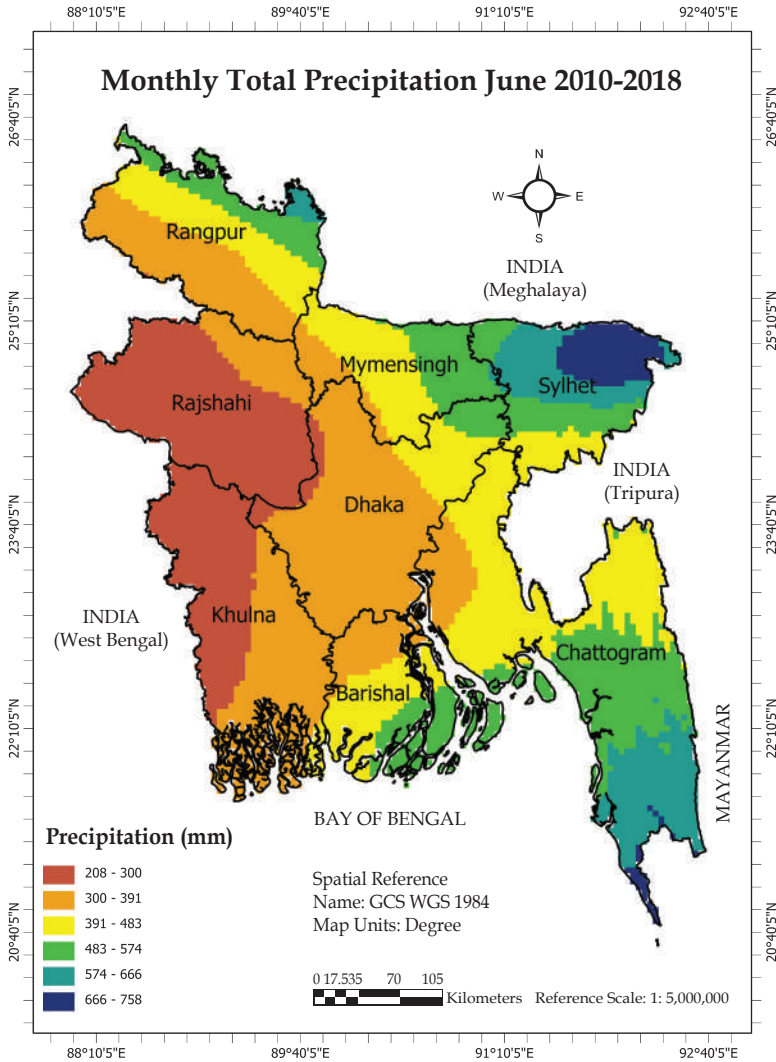 88°10'5"E 89°40'5"E 91°10'5"E 92°40'5"E
Monthly Total Precipitation June 2010-2018
26°40'5"N 26°40'5"N
N
W E
S
Rangpur
INDIA
(Meghalaya)
25°10'5"N 25°10'5"N
Mymensingh
Sylhet
Rajshahi
INDIA
(Tripura)
Dhaka
23°40'5"N 23°40'5"N
INDIA
(West Bengal)
Khulna
Chattogram
Barishal
22°10'5"N 22°10'5"N
MAYANMAR
BAY OF BENGAL
Precipitation (mm)
208 - 300
300 - 391
391 - 483
483 - 574
574 - 666
666 - 758
Spatial Reference
Name: GCS WGS 1984
Map Units: Degree
20°40'5"N 20°40'5"N
0 17.535 70 105
Kilometers Reference Scale: 1: 5,000,000
88°10'5"E 89°40'5"E 91°10'5"E 92°40'5"E